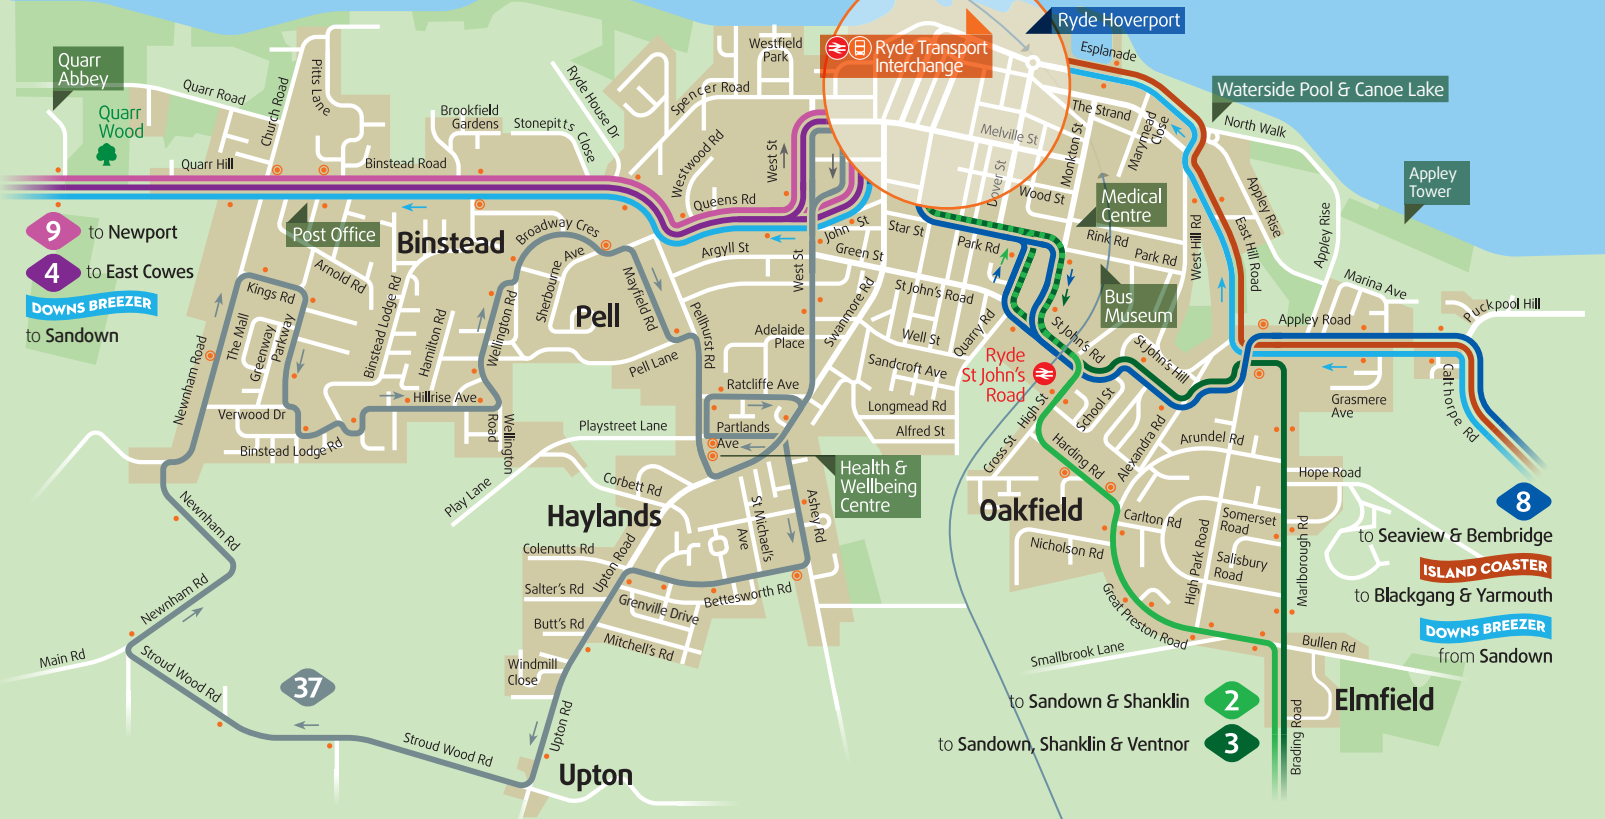 Quarr
Abbey
Quarr
Wood
Quarr Road
Church Road
Pitts Lane
Quarr Hill
Binstead Road
Brookfield
Gardens
Stonepitts Close
Ryde House Dr
Spencer Road
Westfield
Park
Westwood Rd
West St
Queens Rd
Ryde Transport
Interchange
Ryde Hoverport
Esplanade
The Strand
Melville St
Dover St
Monkton St
Marymead
Close
Wood St
Waterside Pool & Canoe Lake
North Walk
Appley
Tower
Appley Rise
Appley Rise
East Hill Road
West Hill Rd
Medical
Centre
Rink Rd
Park Rd
Park Rd
Star St
John St
Green St
Argyll St
West St
Bus
Museum
Marina Ave
Puckpool Hill
Appley Road
Calthorpe Rd
Grasmere
Ave
9
to Newport
4
to East Cowes
DOWNS BREEZER
to Sandown
Post Office
Binstead
Broadway Cres
Arnold Rd
Kings Rd
The Mall
Greenway
Parkway
Newnham Road
Binstead Lodge Rd
Hamilton Rd
Wellington Rd
Sherbourne Ave
Mayfield Rd
Pell
Pell Lane
Pellhurst Rd
Adelaide
Place
Swanmore Rd
St John's Road
Well St
Quarry Rd
Sandcroft Ave
Longmead Rd
Alfred St
Ryde
St John's
Road
St John's Rd
St John's Hill
High St
School St
Cross St
Harding Rd
Alexandra Rd
Arundel Rd
Ratcliffe Ave
Partlands
Ave
Hillrise Ave
Verwood Dr
Binstead Lodge Rd
Wellington
Road
Playstreet Lane
Play Lane
Health &
Wellbeing
Centre
Corbett Rd
Haylands
St Michael's
Ave
Ashey Rd
Colenutts Rd
Upton Road
Salter's Rd
Butt's Rd
Grenville Drive
Bettesworth Rd
Mitchell's Rd
Windmill
Close
Upton Rd
Upton
Newnham Rd
Newnham Rd
Main Rd
Stroud Wood Rd
37
Stroud Wood Rd
Oakfield
Carlton Rd
Nicholson Rd
Somerset
Road
Salisbury
Road
High Park Road
Marlborough Rd
Hope Road
Great Preston Road
Smallbrook Lane
Bullen Rd
Elmfield
Brading Road
8
to Seaview & Bembridge
ISLAND COASTER
to Blackgang & Yarmouth
DOWNS BREEZER
from Sandown
to Sandown & Shanklin
2
to Sandown, Shanklin & Ventnor
3